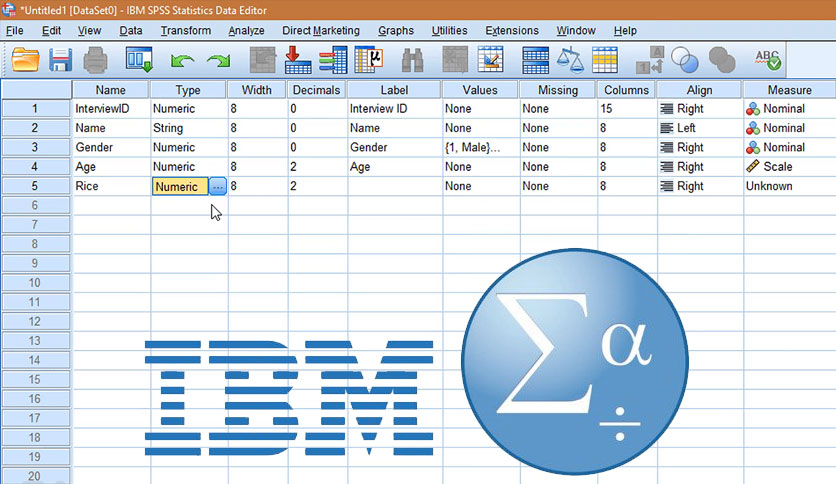 *Untitled1 [DataSet0] - IBM SPSS Statistics Data Editor
File Edit View Data Transform Analyze Direct Marketing Graphs Utilities Extensions Window Help
ABC
Name Type Width Decimals Label Values Missing Columns Align Measure
1 InterviewID Numeric 8 0 Interview ID None None 15 Right Nominal
2 Name String 8 0 Name None None 8 Left Nominal
3 Gender Numeric 8 0 Gender {1, Male}... None 8 Right Nominal
4 Age Numeric 8 2 Age None None 8 Right Scale
5 Rice Numeric ... 8 2 None None 8 Right Unknown
6
7
8
9
10
11
12
13
14
15
16
17
18
19
20
IBM
Σ α
÷